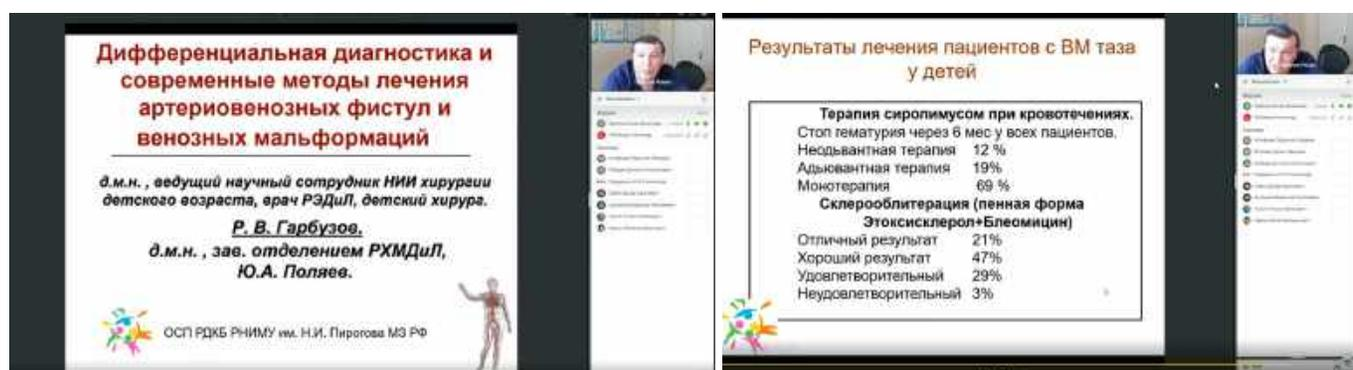 Дифференциальная диагностика и
современные методы лечения
артериовенозных фистул и
венозных мальформаций
д.м.н. , ведущий научный сотрудник НИИ хирургии
детского возраста, врач РЭДиЛ, детский хирург.
Р. В. Гарбузов.
д.м.н. , зав. отделением РХМДиЛ,
Ю.А. Поляев.
ОСП РДКБ РНИМУ им. Н.И. Пирогова МЗ РФ
Результаты лечения пациентов с ВМ таза
у детей
Терапия сиролимусом при кровотечениях.
Стоп гематурия через 6 мес у всех пациентов.
Неодьвантная терапия 12 %
Адьювантная терапия 19%
Монотерапия 69 %
Склерооблитерация (пенная форма
Этоксисклерол+Блеомицин)
Отличный результат 21%
Хороший результат 47%
Удовлетворительный 29%
Неудовлетворительный 3%